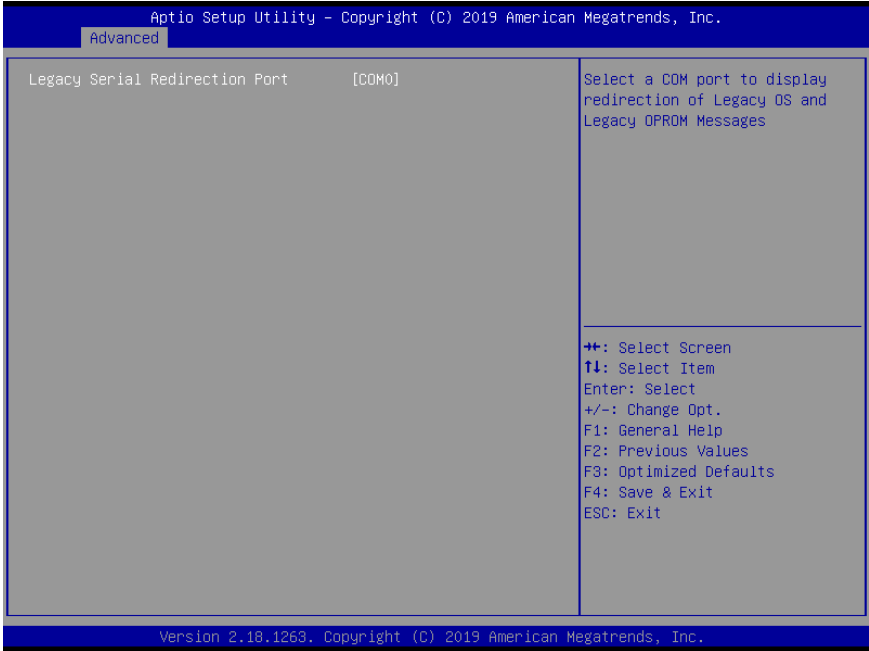 Aptio Setup Utility – Copyright (C) 2019 American Megatrends, Inc.
Advanced
Legacy Serial Redirection Port [COM0]
Select a COM port to display
redirection of Legacy OS and
Legacy OPROM Messages
→←: Select Screen
↑↓: Select Item
Enter: Select
+/-: Change Opt.
F1: General Help
F2: Previous Values
F3: Optimized Defaults
F4: Save & Exit
ESC: Exit
Version 2.18.1263. Copyright (C) 2019 American Megatrends, Inc.